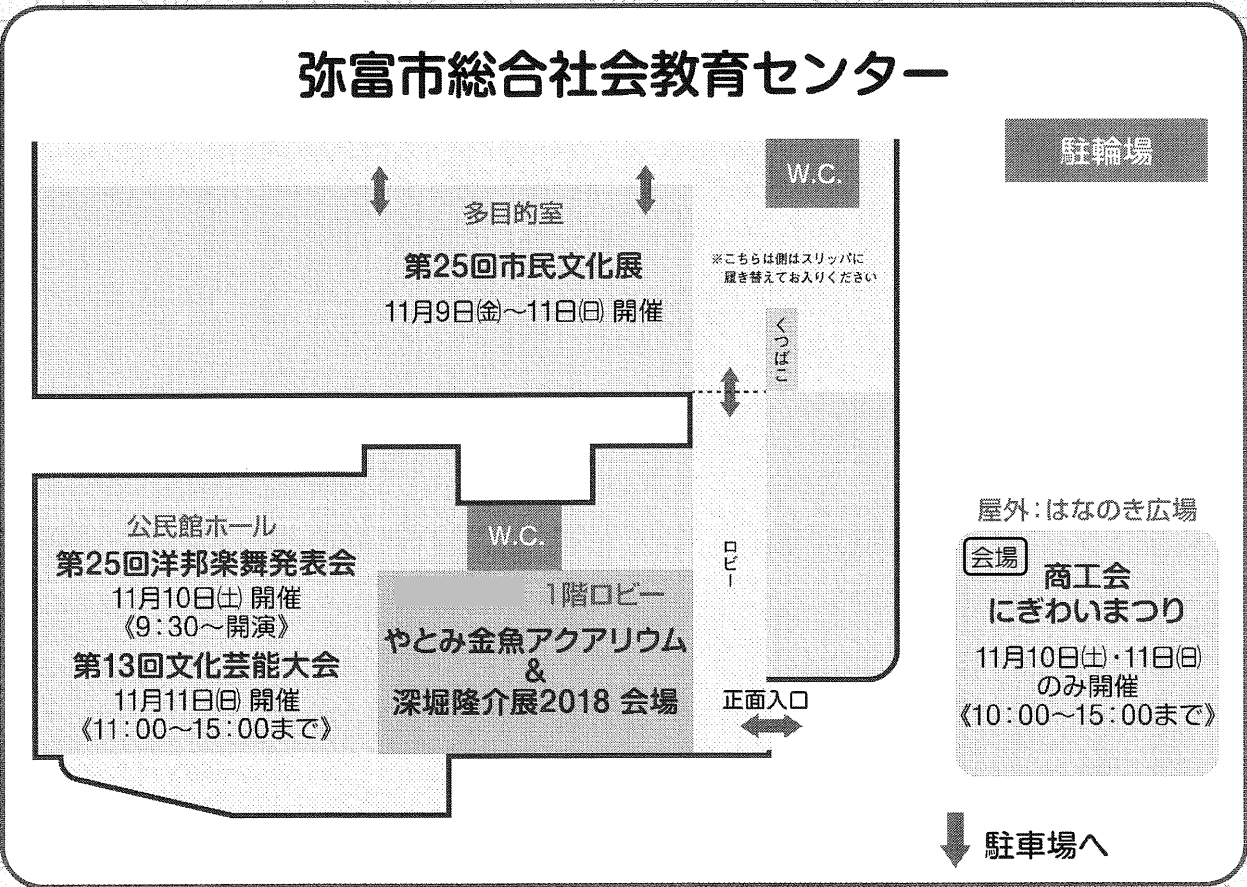 弥富市総合社会教育センター
駐輪場
W.C.
多目的室
第25回市民文化展
11月9日㈮〜11日㈰ 開催
※こちらは側はスリッパに
履き替えてお入りください
くつばこ
公民館ホール
第25回洋邦楽舞発表会
11月10日㈯ 開催
《9:30〜開演》
第13回文化芸能大会
11月11日㈰ 開催
《11:00〜15:00まで》
W.C.
1階ロビー
やとみ金魚アクアリウム
&
深堀隆介展2018 会場
ロビー
正面入口
屋外:はなのき広場
会場
商工会
にぎわいまつり
11月10日㈯・11日㈰
のみ開催
《10:00〜15:00まで》
駐車場へ